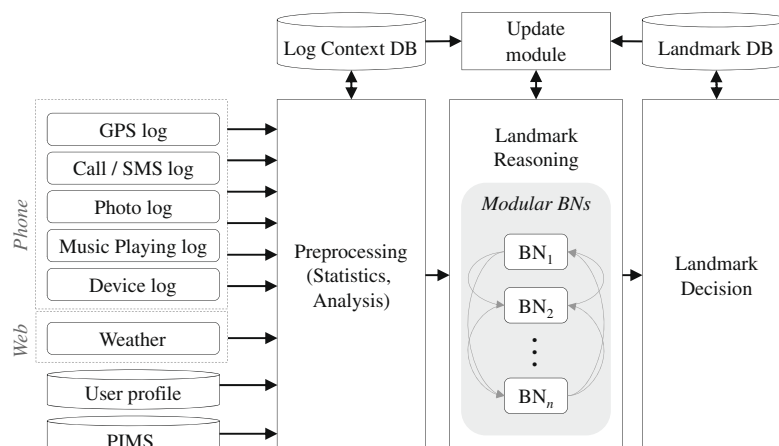 Log Context DB
Update
module
Landmark DB
Phone
GPS log
Call / SMS log
Photo log
Music Playing log
Device log
Web
Weather
User profile
PIMS
Preprocessing
(Statistics,
Analysis)
Landmark
Reasoning
Modular BNs
BN1
BN2
BNn
Landmark
Decision